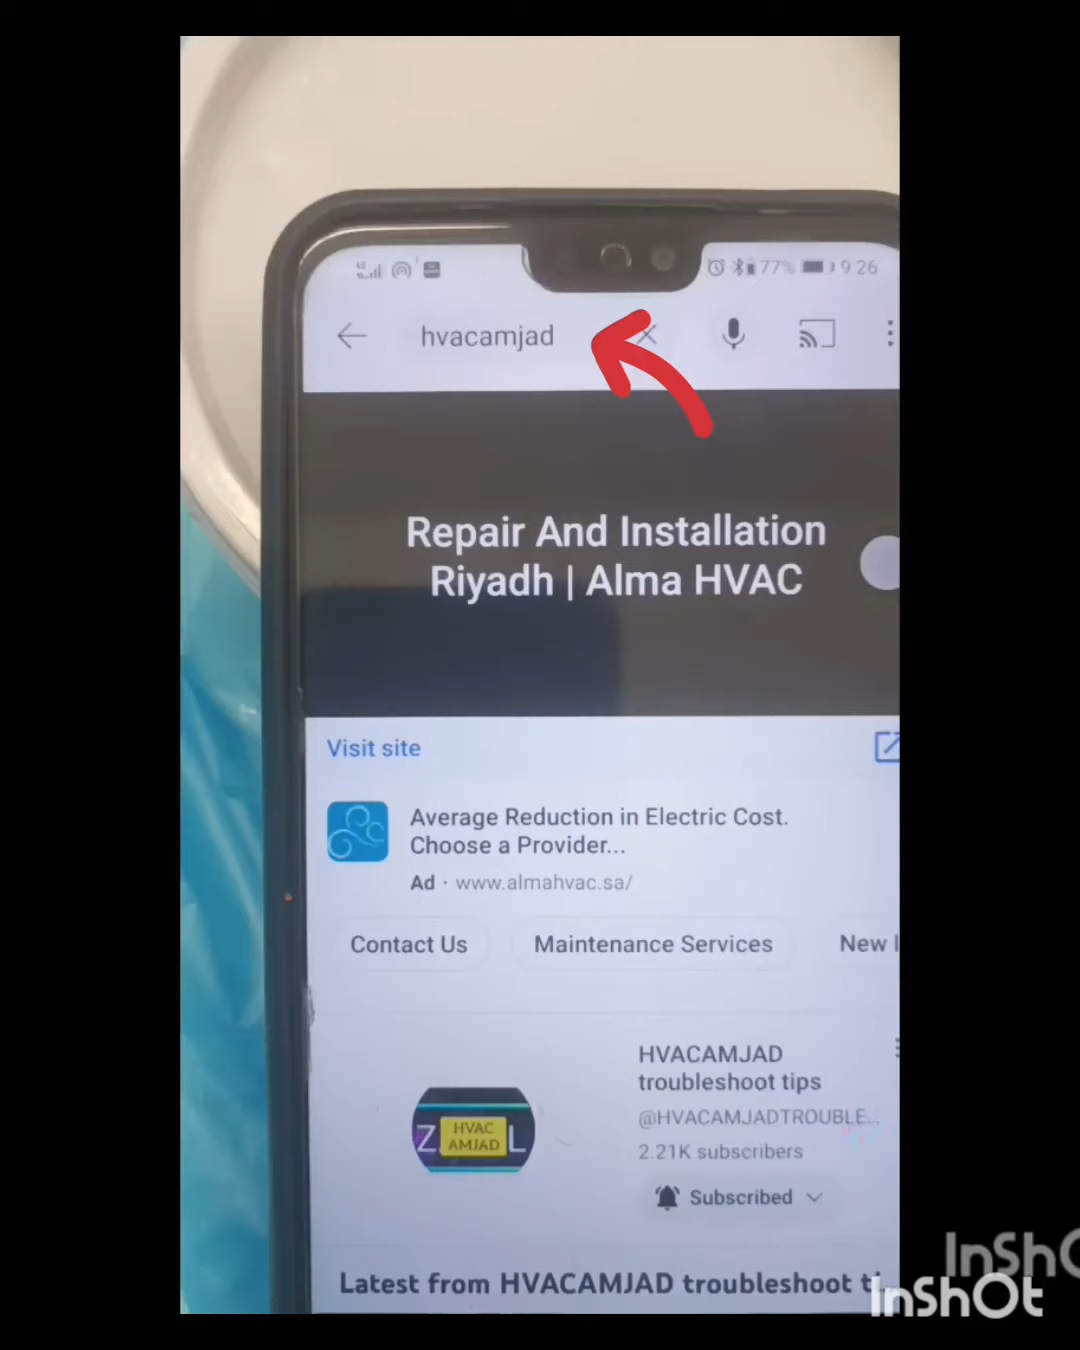 77% 9 26
hvacamjad
Repair And Installation
Riyadh | Alma HVAC
Visit site
Average Reduction in Electric Cost.
Choose a Provider...
Ad · www.almahvac.sa/
Contact Us
Maintenance Services
New
HVACAMJAD
troubleshoot tips
@HVACAMJADTROUBLE...
2.21K subscribers
Z HVAC AMJAD L
Subscribed
Latest from HVACAMJAD troubleshoot
InShOt